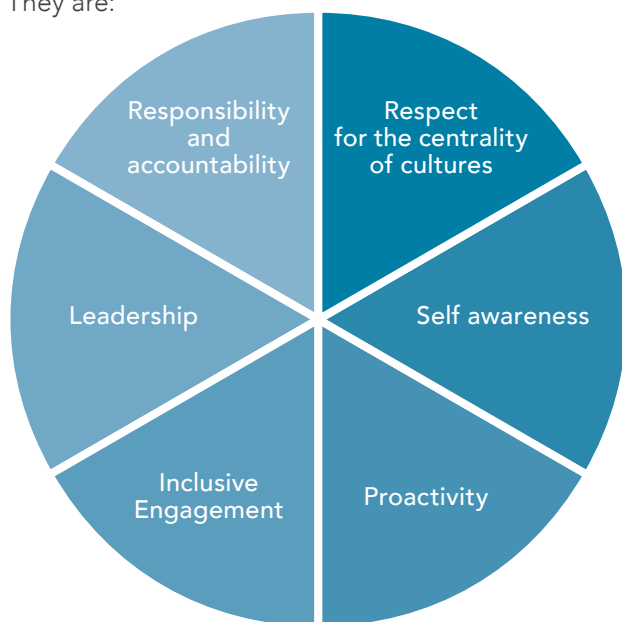 They are:
Respect
for the centrality
of cultures
Self awareness
Proactivity
Inclusive
Engagement
Leadership
Responsibility
and
accountability